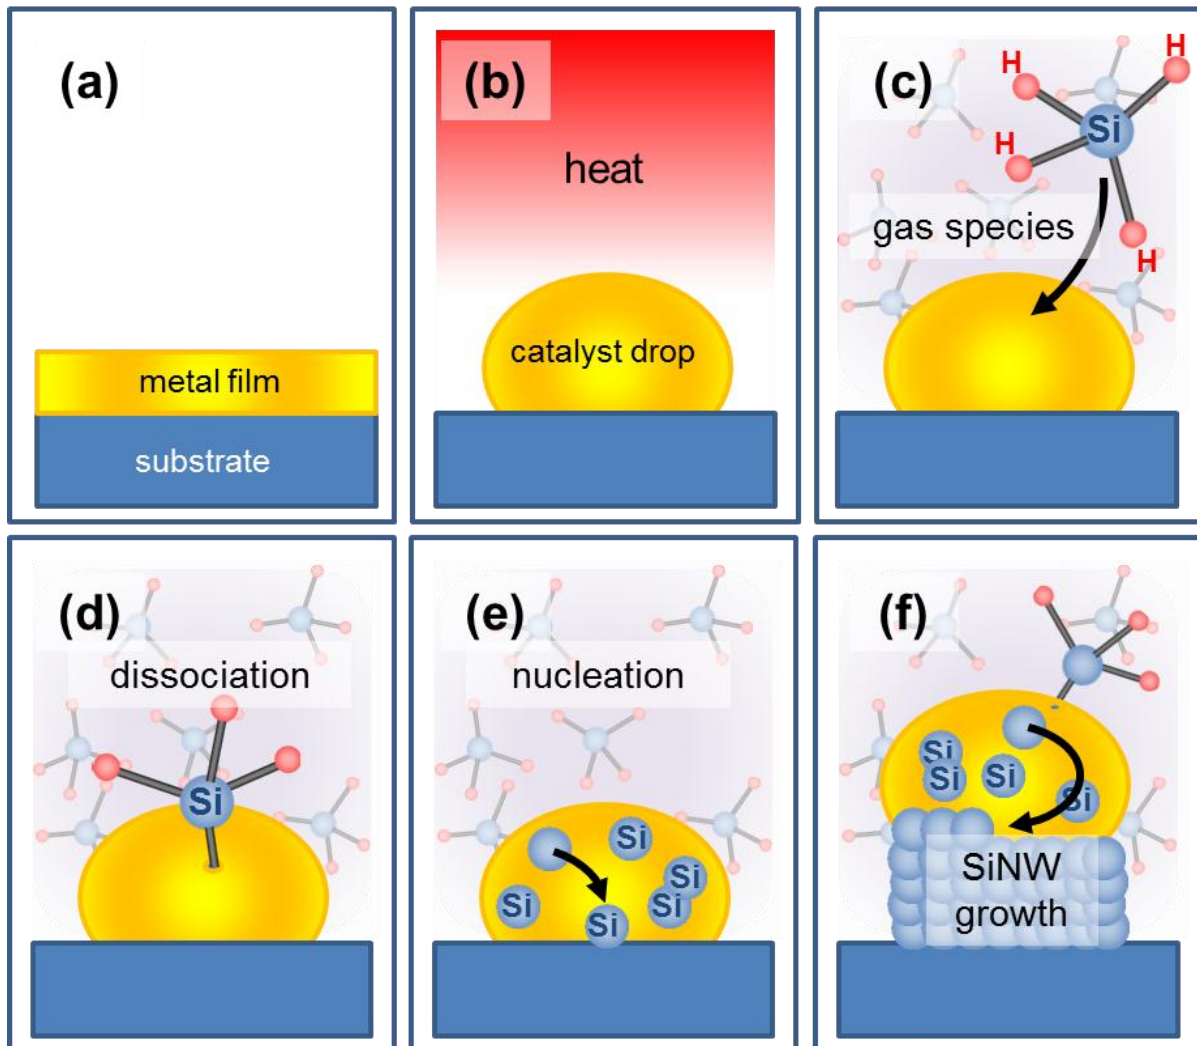 (a)
metal film
substrate
(b)
heat
catalyst drop
(c)
H
H
Si
H
gas species
H
(d)
dissociation
Si
(e)
nucleation
Si
Si
Si
Si
Si
(f)
Si
Si
Si
Si
SiNW
growth